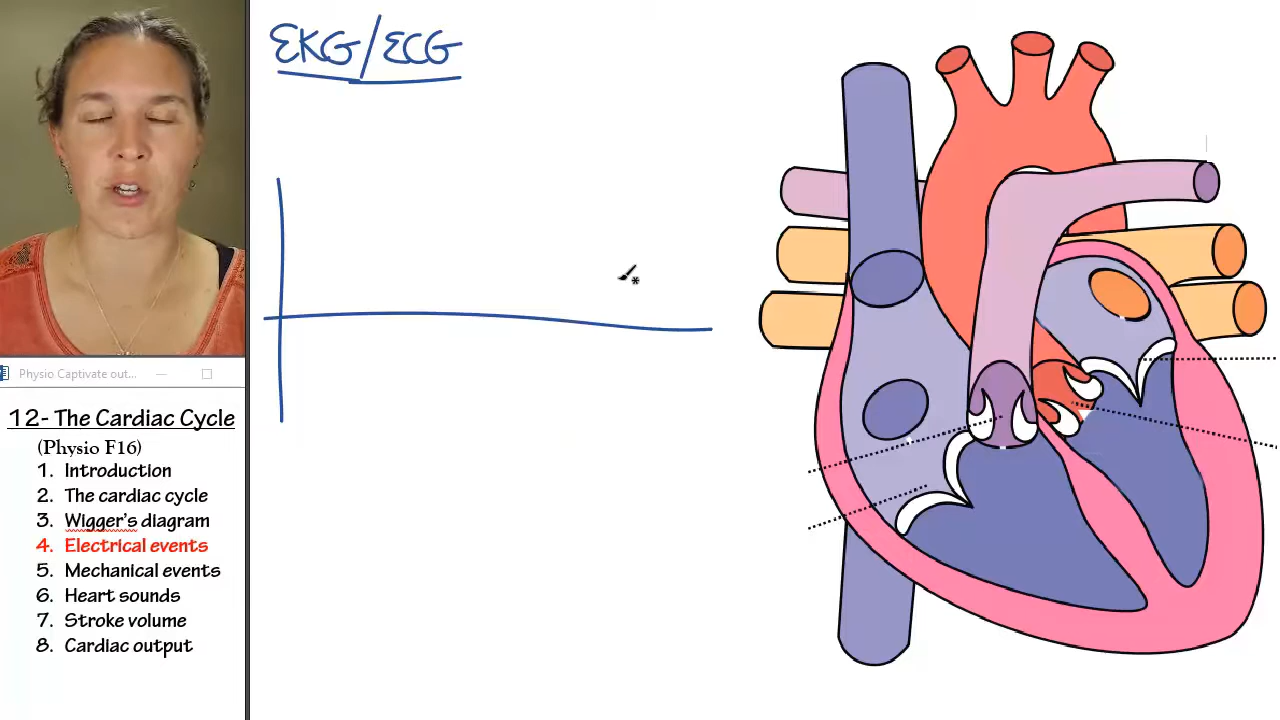 EKG/ECG
Physio Captivate out...
12- The Cardiac Cycle
(Physio F16)
1. Introduction
2. The cardiac cycle
3. Wigger's diagram
4. Electrical events
5. Mechanical events
6. Heart sounds
7. Stroke volume
8. Cardiac output